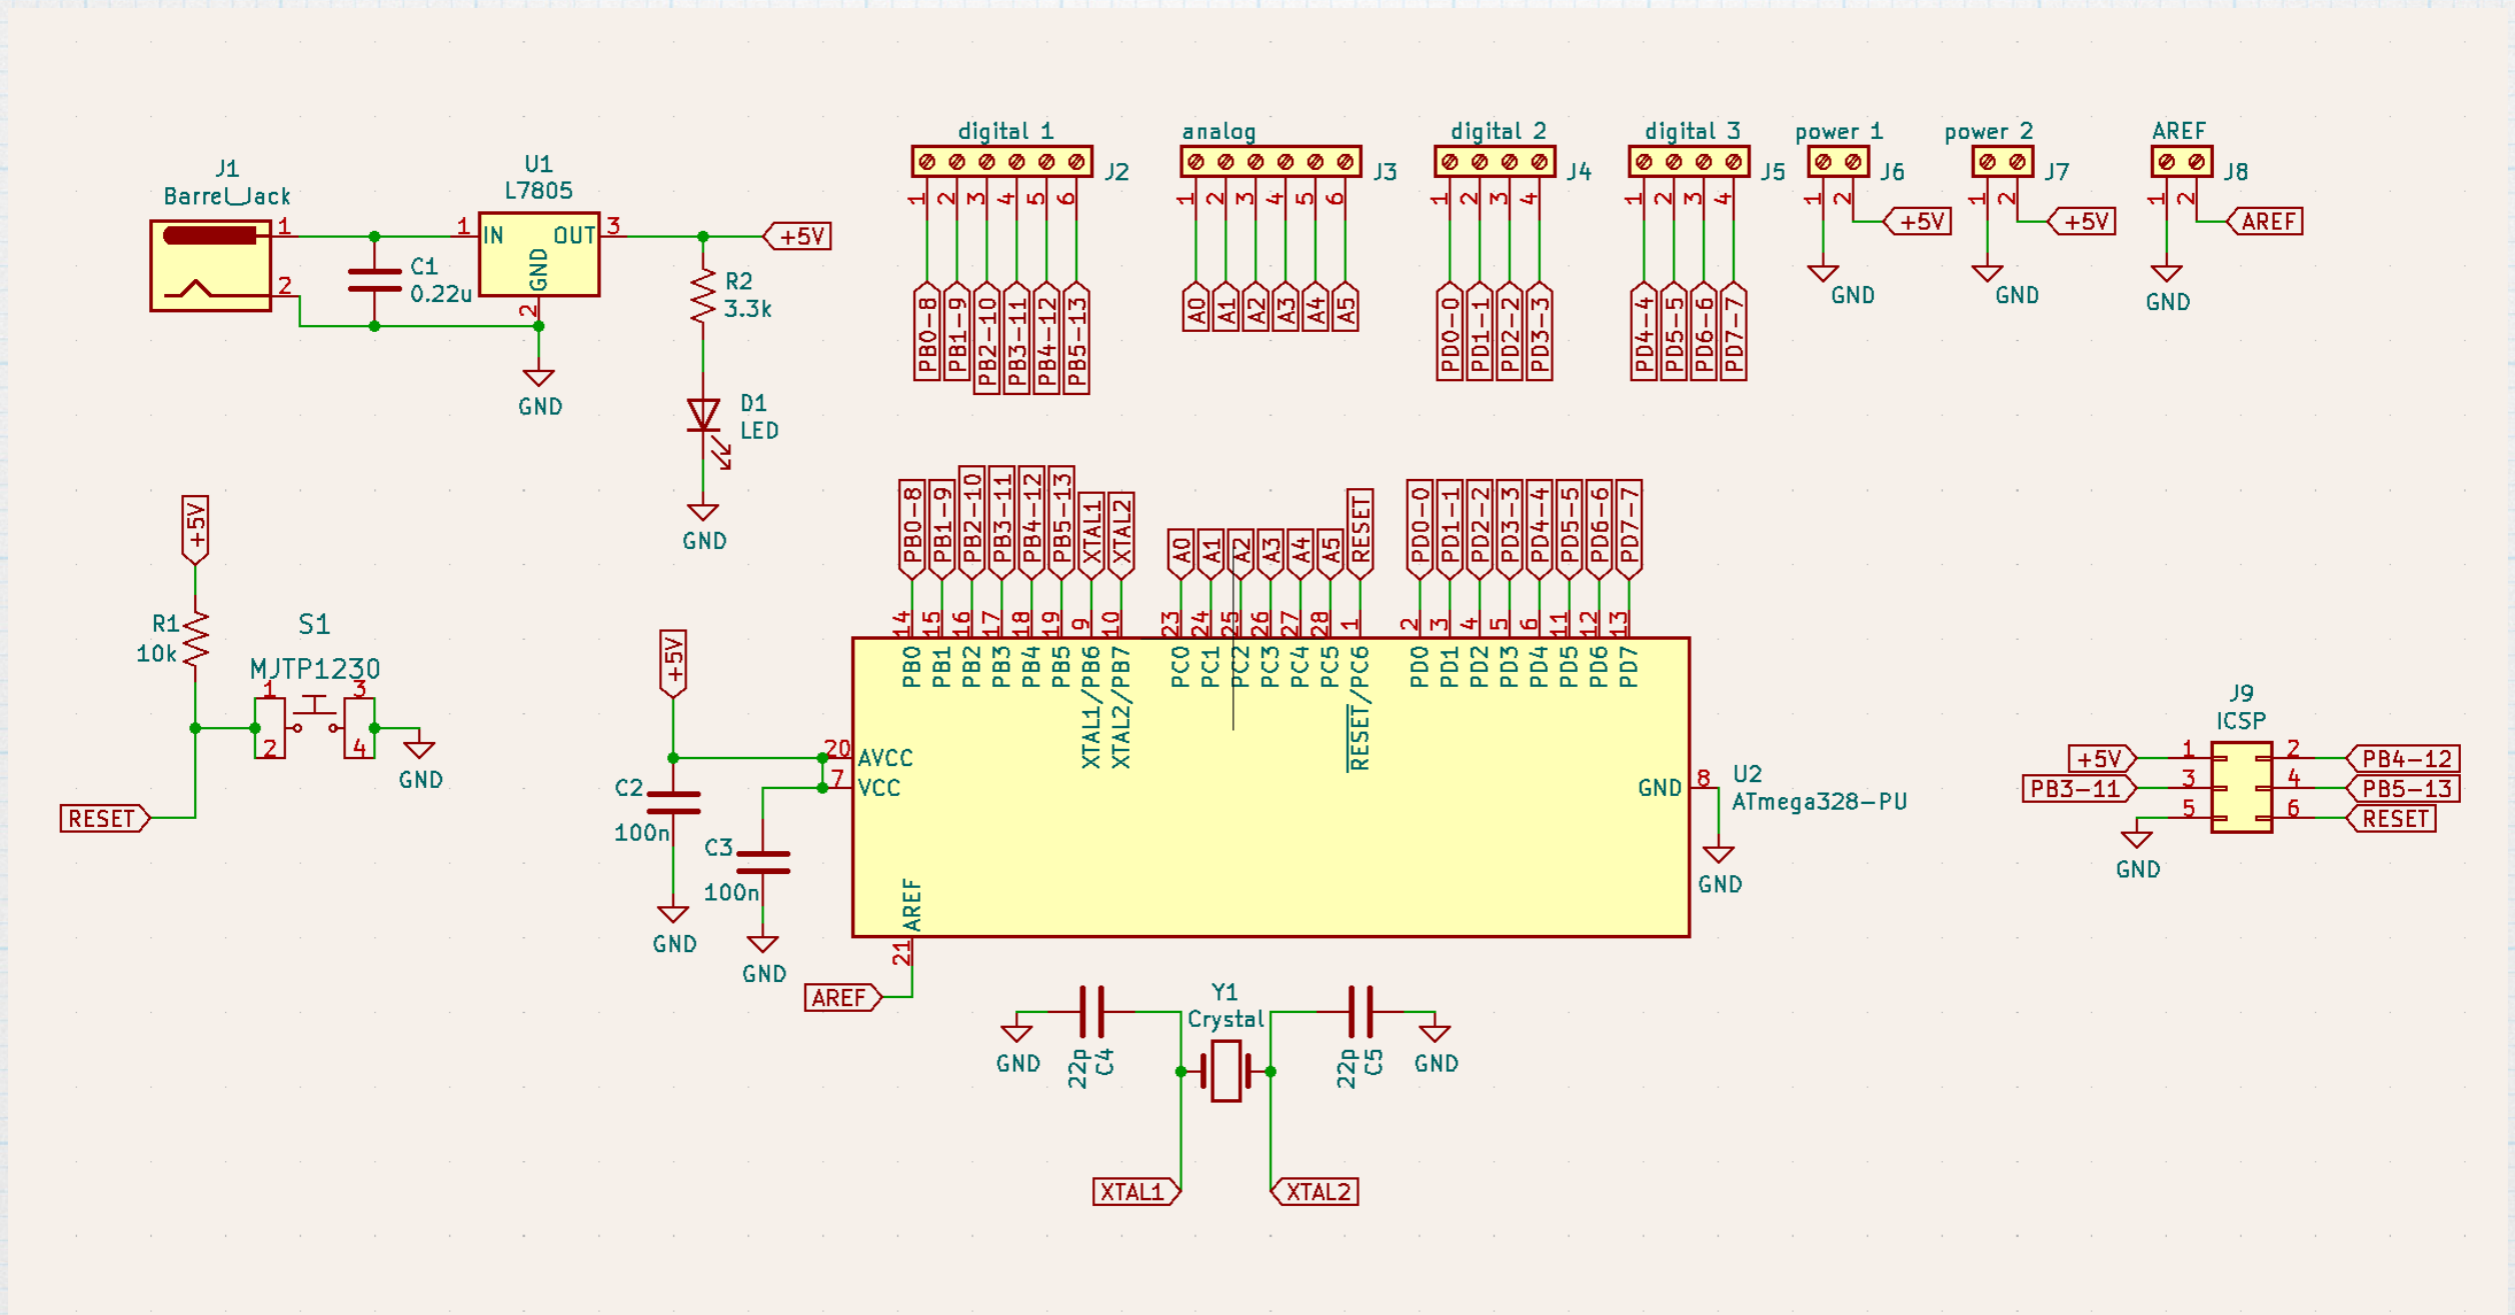 J1
Barrel_Jack
1
2
C1
0.22u
U1
L7805
1
IN
OUT
3
GND
2
GND
+5V
R2
3.3k
D1
LED
GND
digital 1
J2
1 2 3 4 5 6
PB0-8
PB1-9
PB2-10
PB3-11
PB4-12
PB5-13
analog
J3
1 2 3 4 5 6
A0
A1
A2
A3
A4
A5
digital 2
J4
1 2 3 4
PD0-0
PD1-1
PD2-2
PD3-3
digital 3
J5
1 2 3 4
PD4-4
PD5-5
PD6-6
PD7-7
power 1
J6
1 2
+5V
GND
power 2
J7
1 2
+5V
GND
AREF
J8
1 2
AREF
GND
+5V
R1
10k
S1
MJTP1230
1
2
3
4
GND
RESET
+5V
C2
100n
GND
C3
100n
GND
PB0-8
PB1-9
PB2-10
PB3-11
PB4-12
PB5-13
XTAL1
XTAL2
A0
A1
A2
A3
A4
A5
RESET
PD0-0
PD1-1
PD2-2
PD3-3
PD4-4
PD5-5
PD6-6
PD7-7
14 15 16 17 18 19 9 10
23 24 25 26 27 28 1
2 3 4 5 6 11 12 13
PB0
PB1
PB2
PB3
PB4
PB5
XTAL1/PB6
XTAL2/PB7
PC0
PC1
PC2
PC3
PC4
PC5
RESET/PC6
PD0
PD1
PD2
PD3
PD4
PD5
PD6
PD7
20
AVCC
7
VCC
GND
8
U2
ATmega328-PU
GND
AREF
21
AREF
J9
ICSP
+5V
1
2
PB4-12
PB3-11
3
4
PB5-13
5
6
RESET
GND
GND
22p
C4
Y1
Crystal
22p
C5
GND
XTAL1
XTAL2